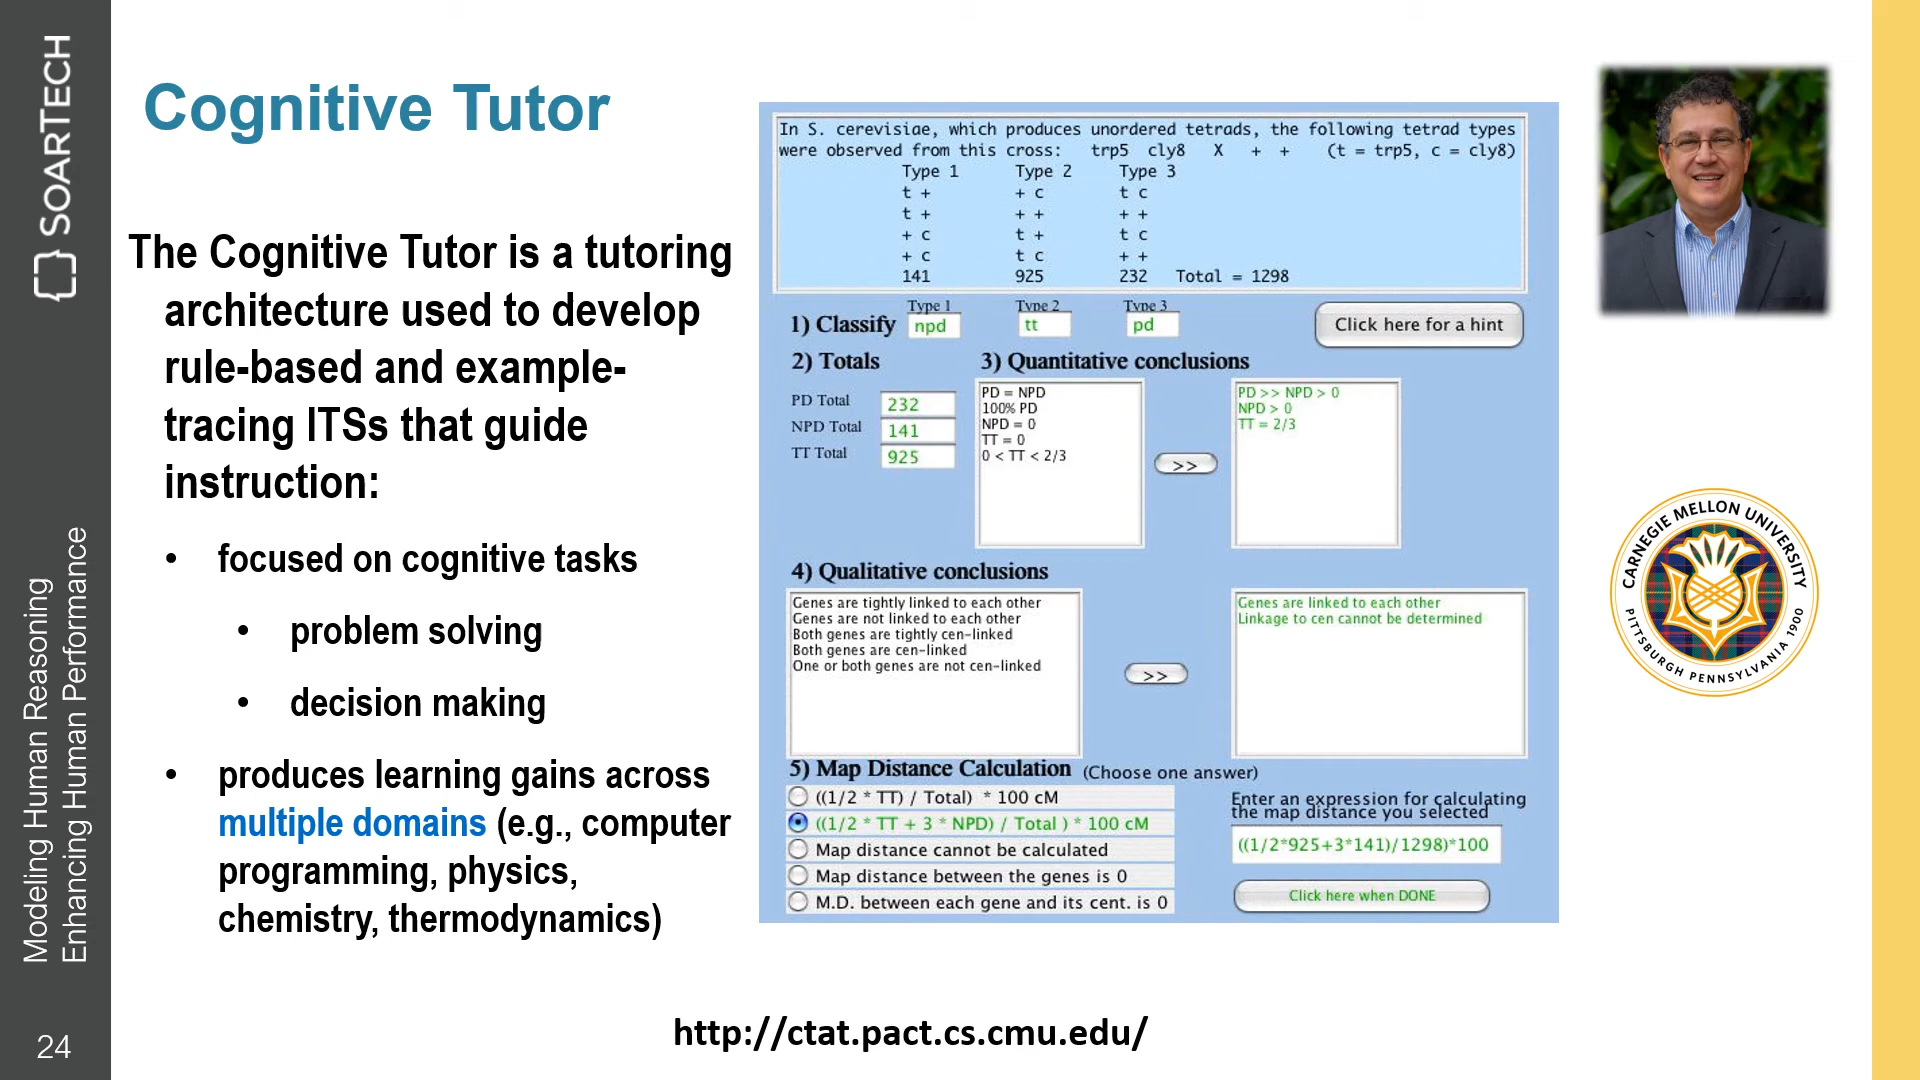 SOARTECH
Modeling Human Reasoning
Enhancing Human Performance
24
Cognitive Tutor
The Cognitive Tutor is a tutoring
architecture used to develop
rule-based and example-
tracing ITSs that guide
instruction:
• focused on cognitive tasks
• problem solving
• decision making
• produces learning gains across
multiple domains (e.g., computer
programming, physics,
chemistry, thermodynamics)
In S. cerevisiae, which produces unordered tetrads, the following tetrad types
were observed from this cross: trp5 cly8 X + + (t = trp5, c = cly8)
Type 1 Type 2 Type 3
t + + c t c
t + + + + +
+ c t + t c
+ c t c + +
141 925 232 Total = 1298
Type 1 Type 2 Type 3
1) Classify npd tt pd
Click here for a hint
2) Totals
PD Total 232
NPD Total 141
TT Total 925
3) Quantitative conclusions
PD = NPD
100% PD
NPD = 0
TT = 0
0 < TT < 2/3
>>
PD >> NPD > 0
NPD > 0
TT = 2/3
4) Qualitative conclusions
Genes are tightly linked to each other
Genes are not linked to each other
Both genes are tightly cen-linked
Both genes are cen-linked
One or both genes are not cen-linked
>>
Genes are linked to each other
Linkage to cen cannot be determined
5) Map Distance Calculation (Choose one answer)
((1/2 * TT) / Total) * 100 cM
((1/2 * TT + 3 * NPD) / Total ) * 100 cM
Map distance cannot be calculated
Map distance between the genes is 0
M.D. between each gene and its cent. is 0
Enter an expression for calculating
the map distance you selected
((1/2*925+3*141)/1298)*100
Click here when DONE
CARNEGIE MELLON UNIVERSITY
PITTSBURGH PENNSYLVANIA 1900
http://ctat.pact.cs.cmu.edu/